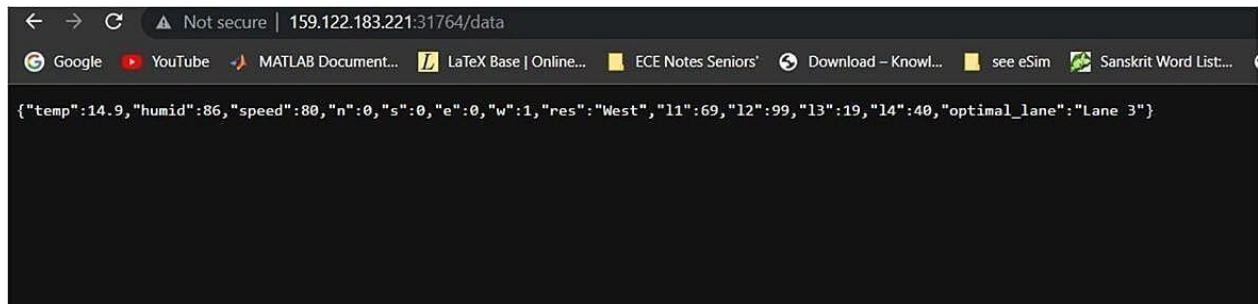 Not secure | 159.122.183.221:31764/data
Google YouTube MATLAB Document... LaTeX Base | Online... ECE Notes Seniors' Download – Knowl... see eSim Sanskrit Word List:...
{"temp":14.9,"humid":86,"speed":80,"n":0,"s":0,"e":0,"w":1,"res":"West","l1":69,"l2":99,"l3":19,"l4":40,"optimal_lane":"Lane 3"}